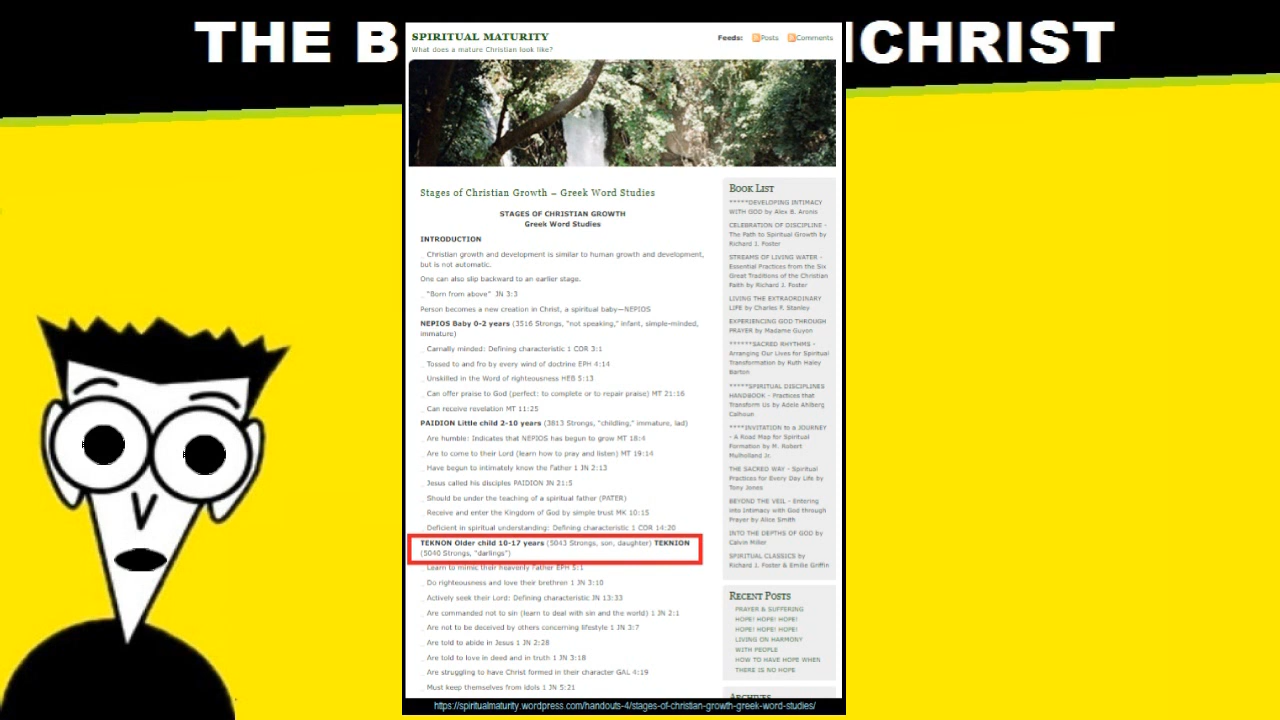 THE B
CHRIST
SPIRITUAL MATURITY
What does a mature Christian look like?
Feeds: Posts Comments
Stages of Christian Growth – Greek Word Studies
STAGES OF CHRISTIAN GROWTH
Greek Word Studies
INTRODUCTION
_ Christian growth and development is similar to human growth and development,
but is not automatic.
One can also slip backward to an earlier stage.
_ "Born from above" JN 3:3
Person becomes a new creation in Christ, a spiritual baby—NEPIOS
NEPIOS Baby 0-2 years (3516 Strongs, "not speaking," infant, simple-minded,
immature)
_ Carnally minded: Defining characteristic 1 COR 3:1
_ Tossed to and fro by every wind of doctrine EPH 4:14
_ Unskilled in the Word of righteousness HEB 5:13
_ Can offer praise to God (perfect: to complete or to repair praise) MT 21:16
_ Can receive revelation MT 11:25
PAIDION Little child 2-10 years (3813 Strongs, "childling," immature, lad)
_ Are humble: Indicates that NEPIOS has begun to grow MT 18:4
_ Are to come to their Lord (learn how to pray and listen) MT 19:14
_ Have begun to intimately know the Father 1 JN 2:13
_ Jesus called his disciples PAIDION JN 21:5
_ Should be under the teaching of a spiritual father (PATER)
_ Receive and enter the Kingdom of God by simple trust MK 10:15
_ Deficient in spiritual understanding: Defining characteristic 1 COR 14:20
TEKNON Older child 10-17 years (5043 Strongs, son, daughter) TEKNION
(5040 Strongs, "darlings")
_ Learn to mimic their heavenly Father EPH 5:1
_ Do righteousness and love their brethren 1 JN 3:10
_ Actively seek their Lord: Defining characteristic JN 13:33
_ Are commanded not to sin (learn to deal with sin and the world) 1 JN 2:1
_ Are not to be deceived by others concerning lifestyle 1 JN 3:7
_ Are told to abide in Jesus 1 JN 2:28
_ Are told to love in deed and in truth 1 JN 3:18
_ Are struggling to have Christ formed in their character GAL 4:19
_ Must keep themselves from idols 1 JN 5:21
BOOK LIST
*****DEVELOPING INTIMACY
WITH GOD by Alex B. Aronis
CELEBRATION OF DISCIPLINE -
The Path to Spiritual Growth by
Richard J. Foster
STREAMS OF LIVING WATER -
Essential Practices from the Six
Great Traditions of the Christian
Faith by Richard J. Foster
LIVING THE EXTRAORDINARY
LIFE by Charles F. Stanley
EXPERIENCING GOD THROUGH
PRAYER by Madame Guyon
******SACRED RHYTHMS -
Arranging Our Lives for Spiritual
Transformation by Ruth Haley
Barton
*****SPIRITUAL DISCIPLINES
HANDBOOK - Practices that
Transform Us by Adele Ahlberg
Calhoun
****INVITATION to a JOURNEY
- A Road Map for Spiritual
Formation by M. Robert
Mulholland Jr.
THE SACRED WAY - Spiritual
Practices for Every Day Life by
Tony Jones
BEYOND THE VEIL - Entering
into Intimacy with God through
Prayer by Alice Smith
INTO THE DEPTHS OF GOD by
Calvin Miller
SPIRITUAL CLASSICS by
Richard J. Foster & Emilie Griffin
RECENT POSTS
PRAYER & SUFFERING
HOPE! HOPE! HOPE!
HOPE! HOPE! HOPE!
LIVING ON HARMONY
WITH PEOPLE
HOW TO HAVE HOPE WHEN
THERE IS NO HOPE
ARCHIVES
https://spiritualmaturity.wordpress.com/handouts-4/stages-of-christian-growth-greek-word-studies/